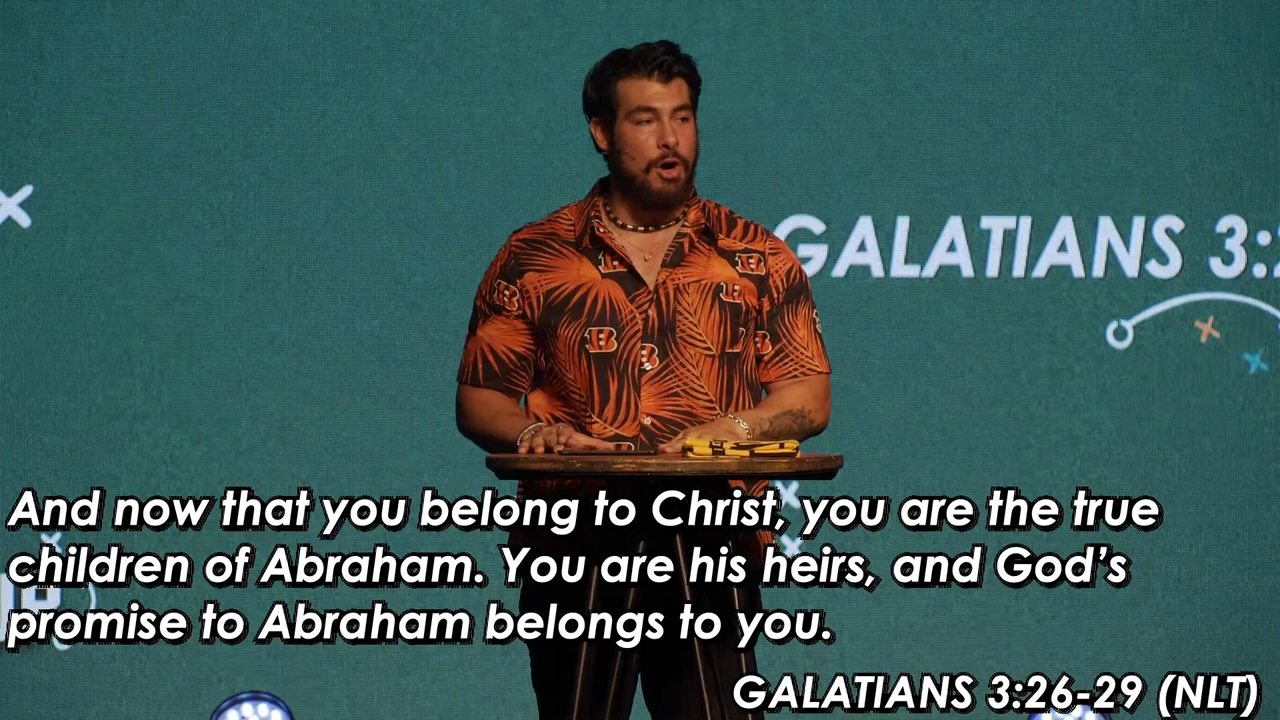 GALATIANS 3:
B B B B B B
And now that you belong to Christ, you are the true
children of Abraham. You are his heirs, and God's
promise to Abraham belongs to you.
GALATIANS 3:26-29 (NLT)